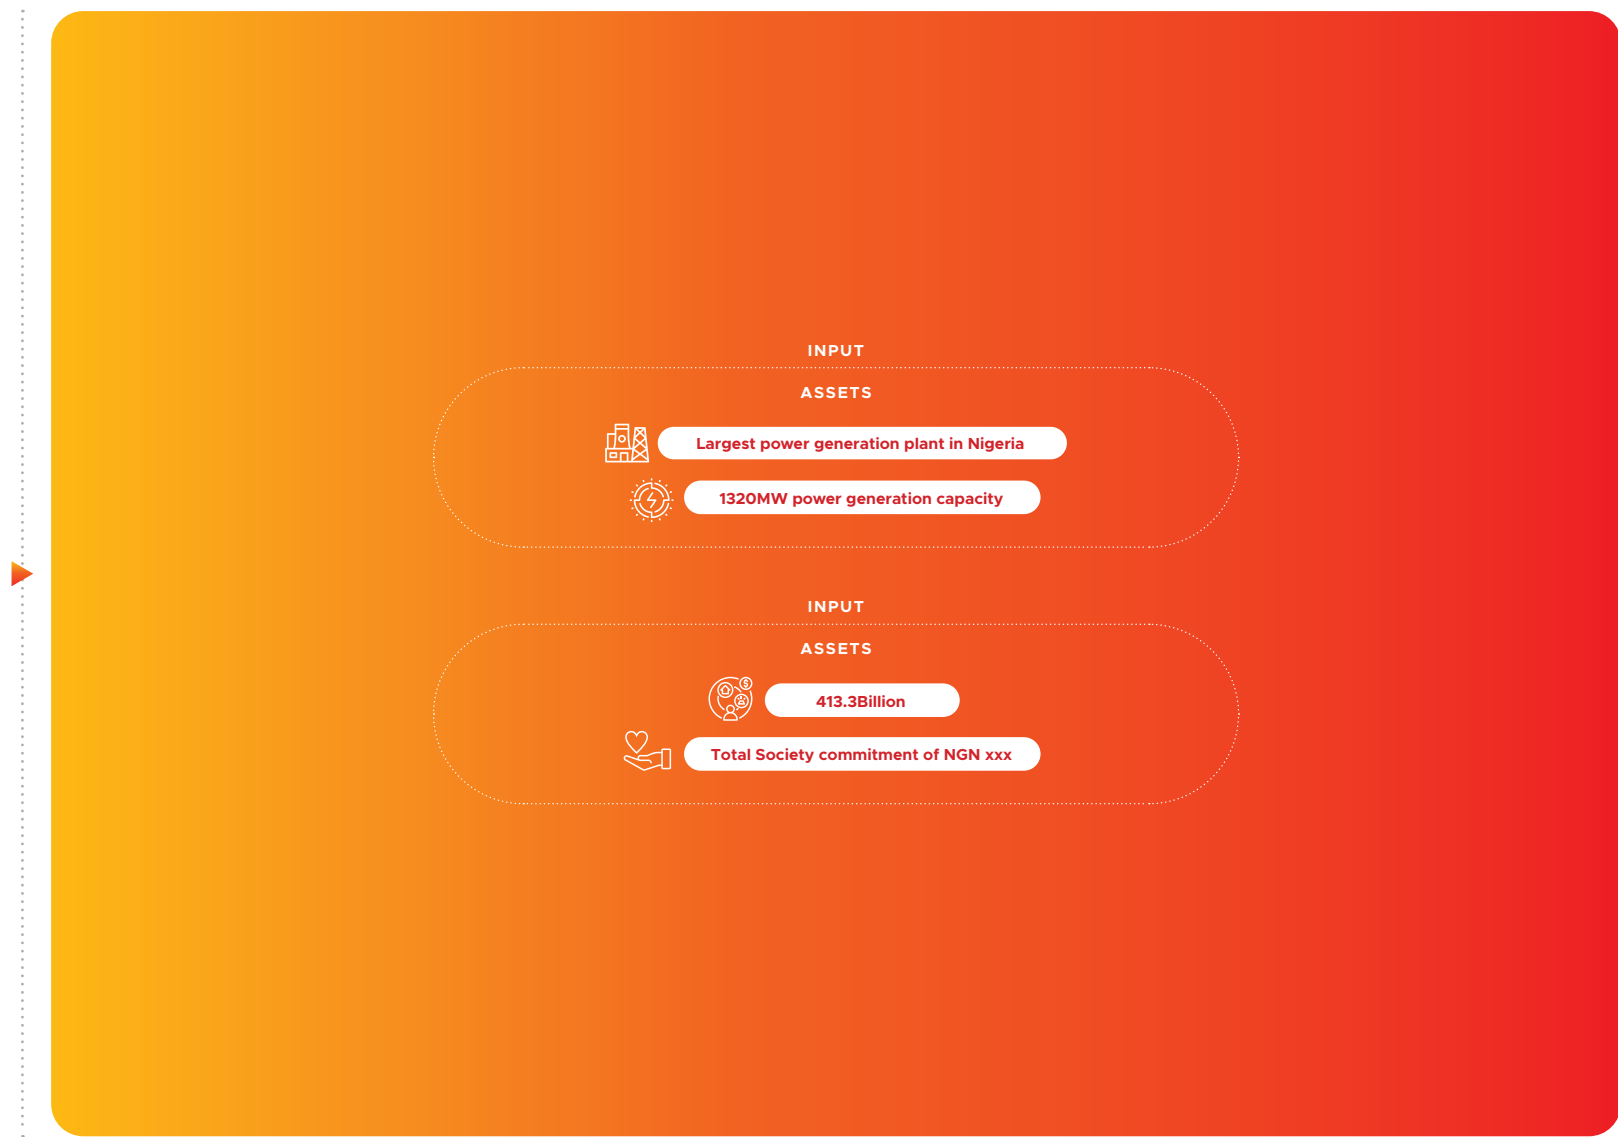 INPUT
ASSETS
Largest power generation plant in Nigeria
1320MW power generation capacity
INPUT
ASSETS
$
413.3Billion
Total Society commitment of NGN xxx